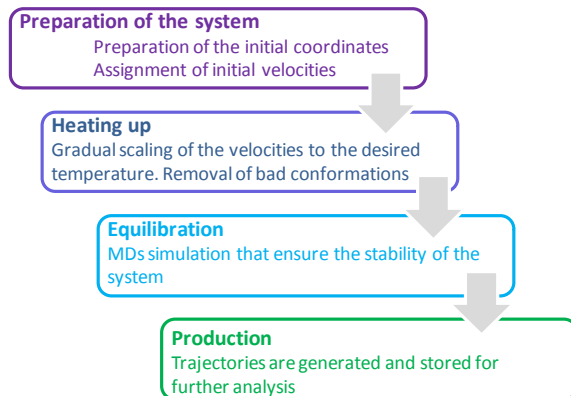 Preparation of the system
Preparation of the initial coordinates
Assignment of initial velocities
Heating up
Gradual scaling of the velocities to the desired
temperature. Removal of bad conformations
Equilibration
MDs simulation that ensure the stability of the
system
Production
Trajectories are generated and stored for
further analysis